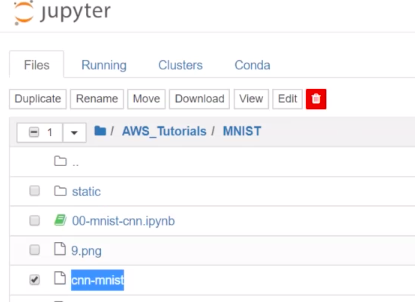 jupyter
Files Running Clusters Conda
Duplicate Rename Move Download View Edit
1 / AWS_Tutorials / MNIST
..
static
00-mnist-cnn.ipynb
9.png
cnn-mnist